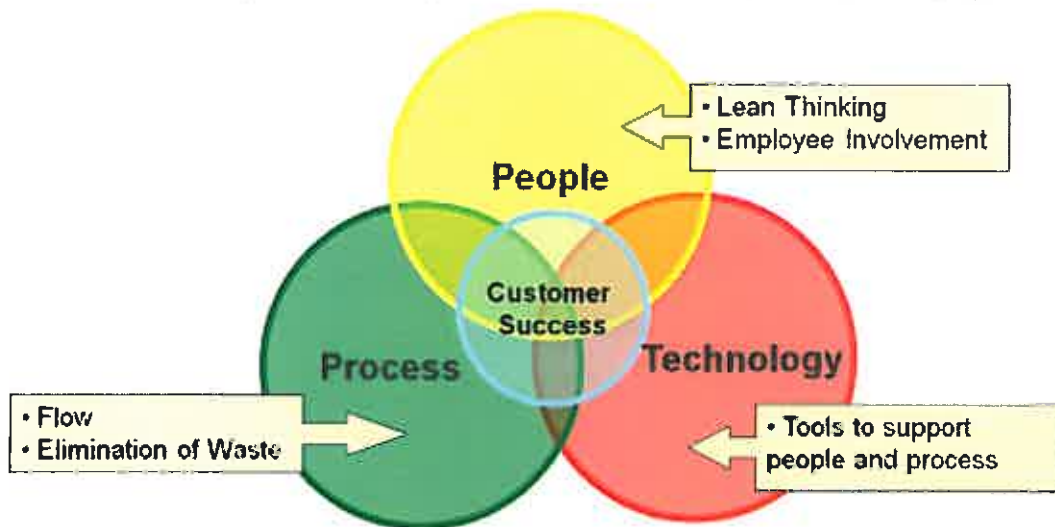 • Lean Thinking
• Employee Involvement
People
Customer
Success
Process
Technology
• Flow
• Elimination of Waste
• Tools to support
people and process